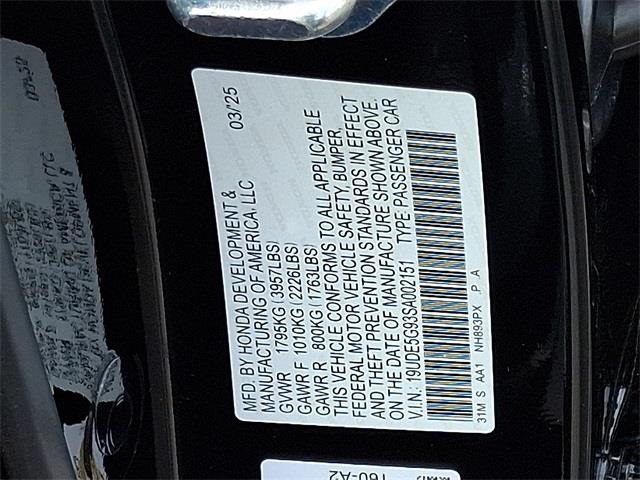 MFD. BY HONDA DEVELOPMENT & 03/'25
MANUFACTURING OF AMERICA, LLC
GVWR 1795KG(3957LBS)
GAWR F 1010KG(2226LBS)
GAWR R 800KG(1763LBS)
THIS VEHICLE CONFORMS TO ALL APPLICABLE
FEDERAL MOTOR VEHICLE SAFETY, BUMPER,
AND THEFT PREVENTION STANDARDS IN EFFECT
ON THE DATE OF MANUFACTURE SHOWN ABOVE.
V.I.N.: 19UDE5G93SA002151 TYPE:PASSENGER CAR
31M S AA1 NH893PX .P .A
T60-A2